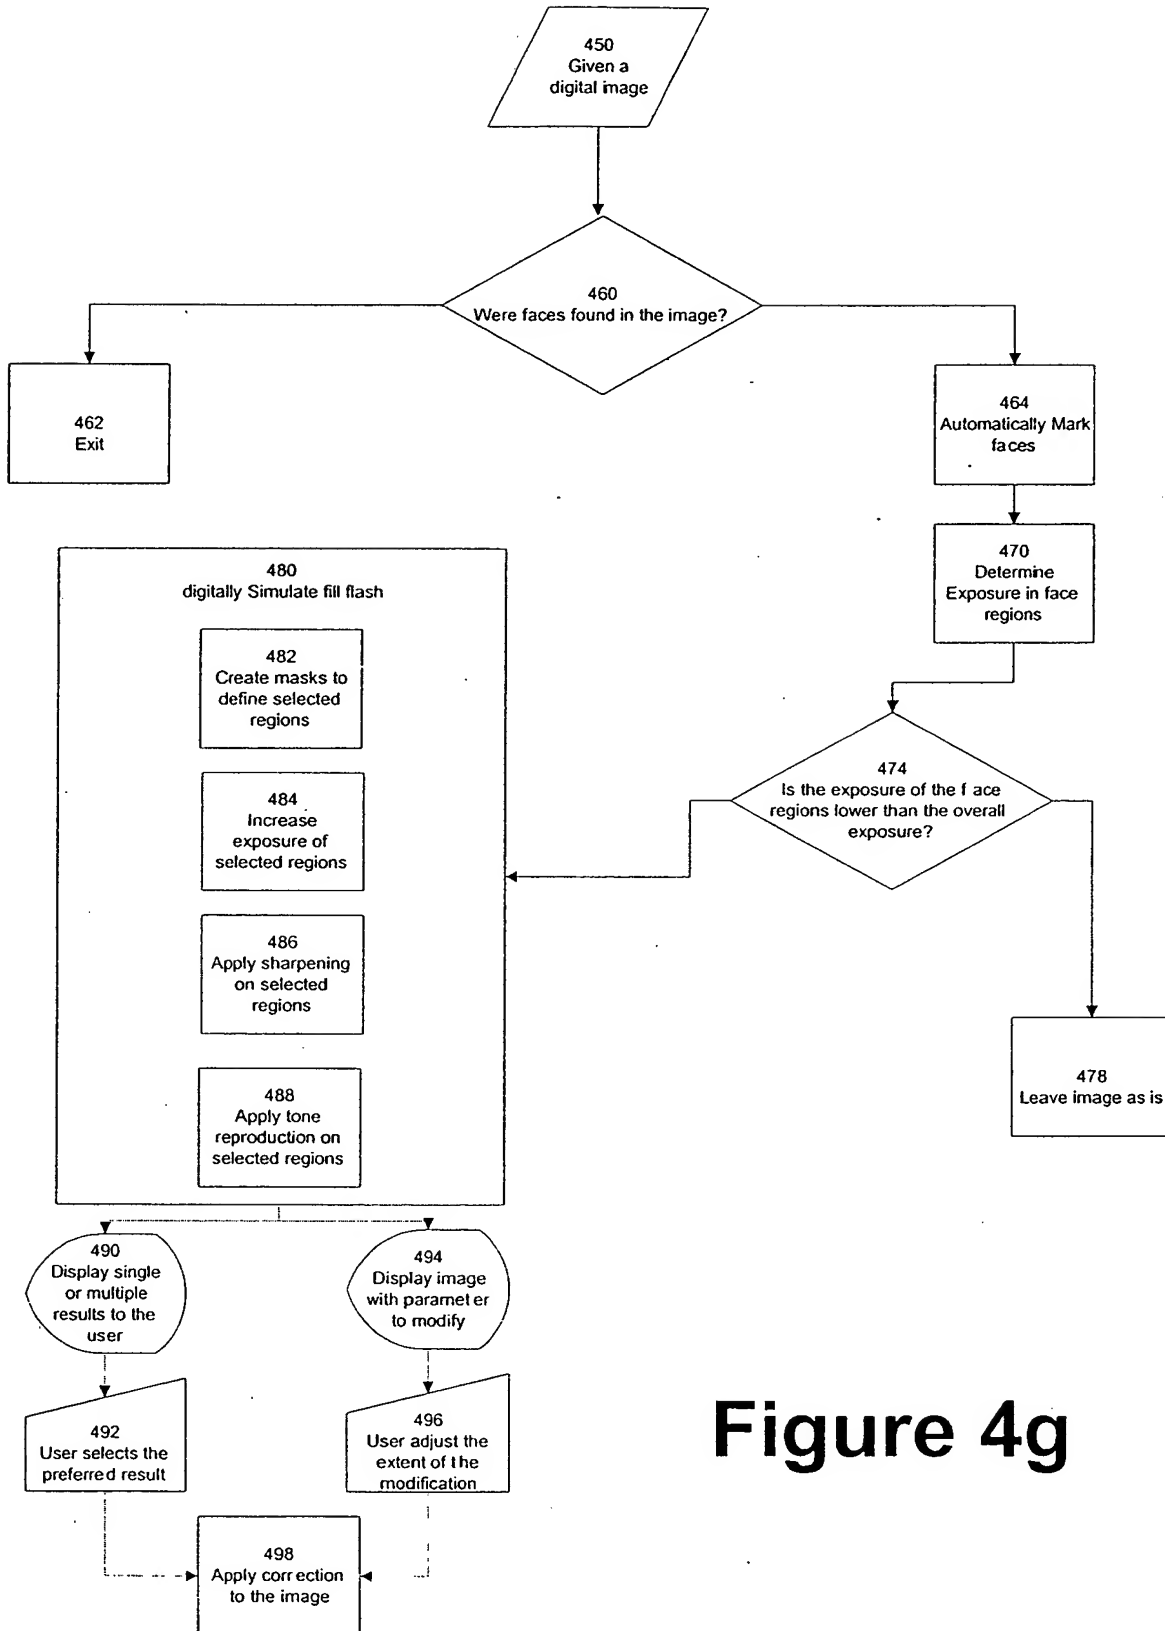 450
Given a
digital image
460
Were faces found in the image?
462
Exit
464
Automatically Mark
faces
470
Determine
Exposure in face
regions
474
Is the exposure of the f ace
regions lower than the overall
exposure?
478
Leave image as is
480
digitally Simulate fill flash
482
Create masks to
define selected
regions
484
Increase
exposure of
selected regions
486
Apply sharpening
on selected
regions
488
Apply tone
reproduction on
selected regions
490
Display single
or multiple
results to the
user
494
Display image
with parameter
to modify
492
User selects the
preferred result
496
User adjust the
extent of the
modification
498
Apply correction
to the image
Figure 4g